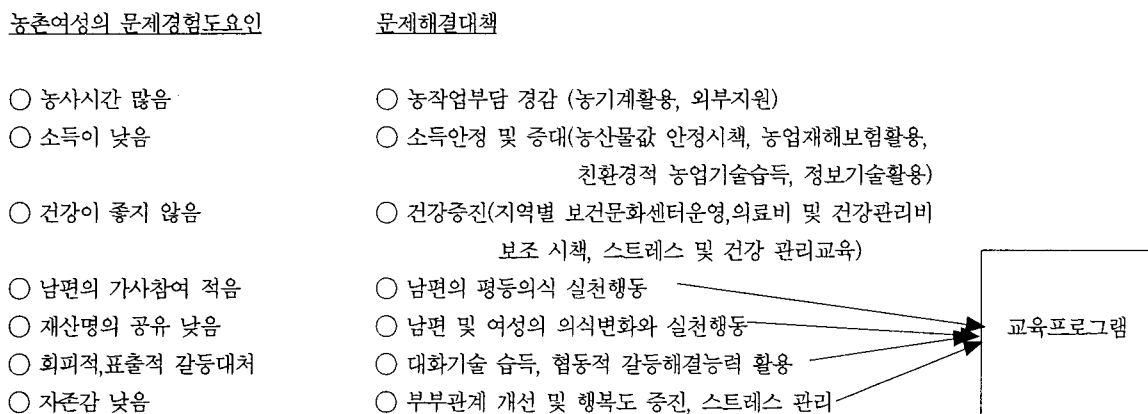 농촌여성의 문제경험도요인 문제해결대책
○ 농사시간 많음 ○ 농작업부담 경감 (농기계활용, 외부지원)
○ 소득이 낮음 ○ 소득안정 및 증대(농산물값 안정시책, 농업재해보험활용,
친환경적 농업기술습득, 정보기술활용)
○ 건강이 좋지 않음 ○ 건강증진(지역별 보건문화센터운영,의료비 및 건강관리비
보조 시책, 스트레스 및 건강 관리교육)
○ 남편의 가사참여 적음 ○ 남편의 평등의식 실천행동
○ 재산명의 공유 낮음 ○ 남편 및 여성의 의식변화와 실천행동 교육프로그램
○ 회피적,표출적 갈등대처 ○ 대화기술 습득, 협동적 갈등해결능력 활용
○ 자존감 낮음 ○ 부부관계 개선 및 행복도 증진, 스트레스 관리